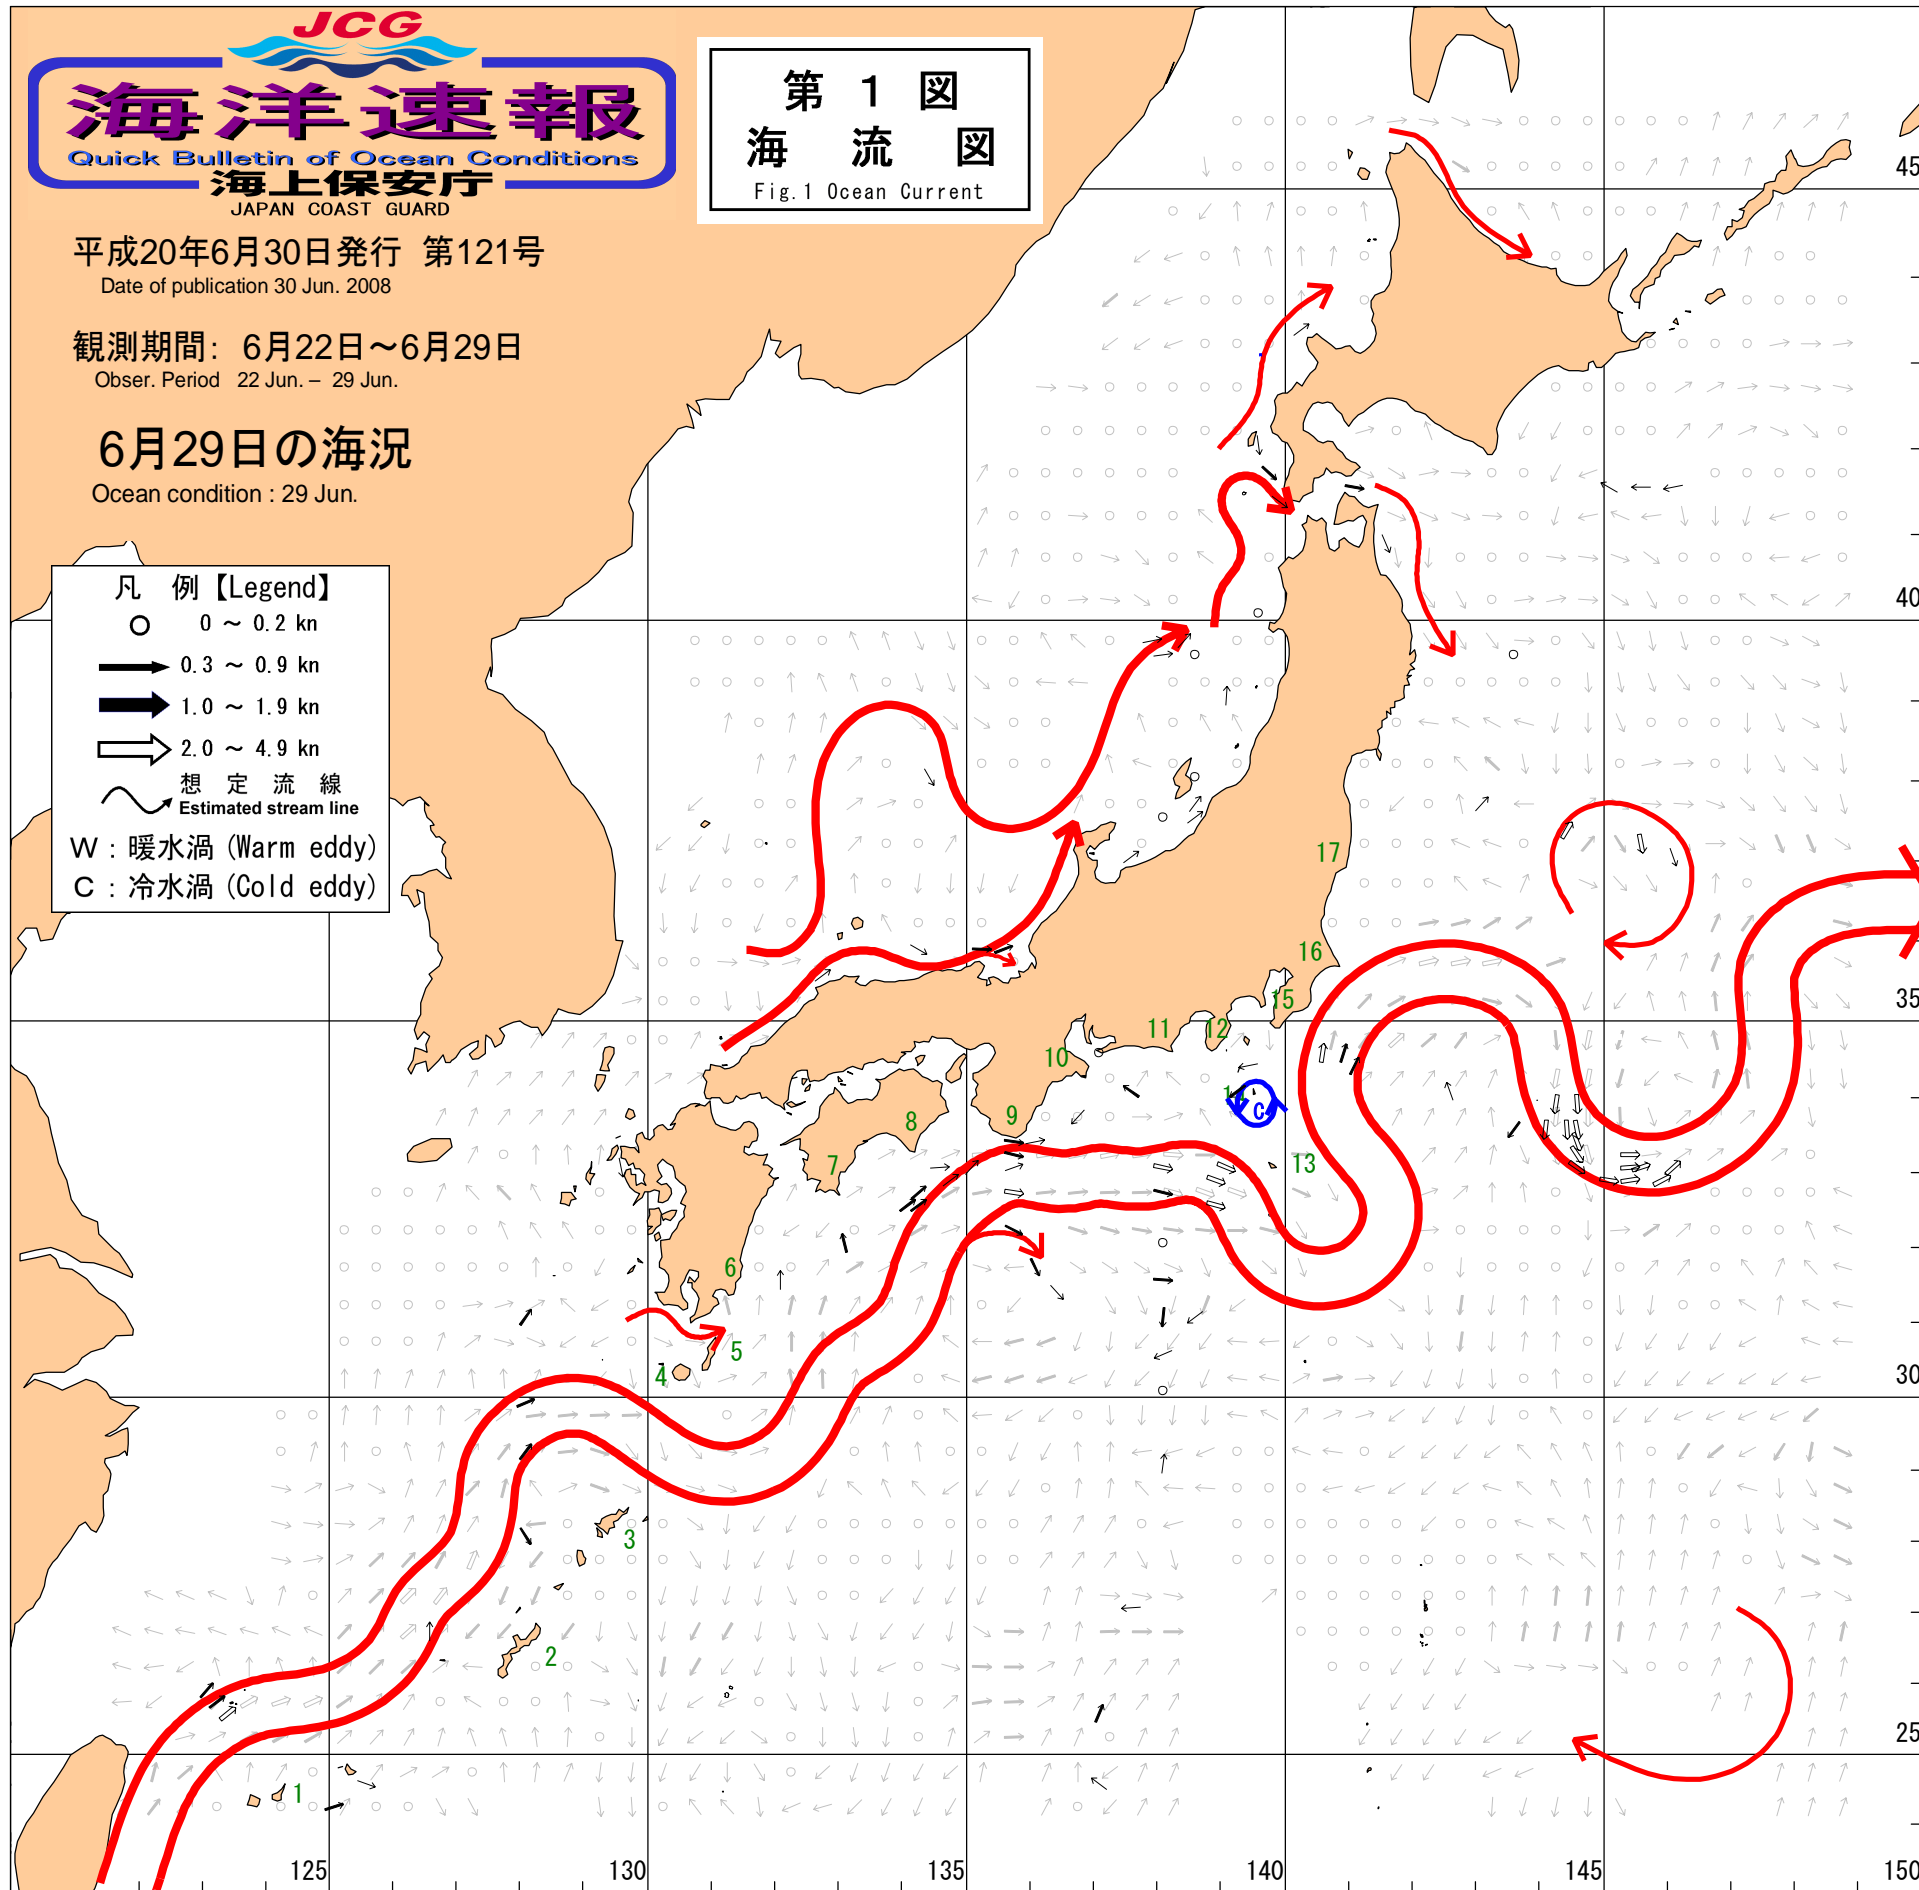 JCG
海洋速報
Quick Bulletin of Ocean Conditions
海上保安庁
JAPAN COAST GUARD
第 1 図
海 流 図
Fig.1 Ocean Current
平成20年6月30日発行 第121号
Date of publication 30 Jun. 2008
観測期間: 6月22日～6月29日
Obser. Period 22 Jun. – 29 Jun.
6月29日の海況
Ocean condition : 29 Jun.
凡 例【Legend】
0 ～ 0.2 kn
0.3 ～ 0.9 kn
1.0 ～ 1.9 kn
2.0 ～ 4.9 kn
想 定 流 線
Estimated stream line
W : 暖水渦 (Warm eddy)
C : 冷水渦 (Cold eddy)
45
40
35
30
25
17
16
15
12
11
10
14
C
9
8
7
13
6
5
4
3
2
1
125
130
135
140
145
150